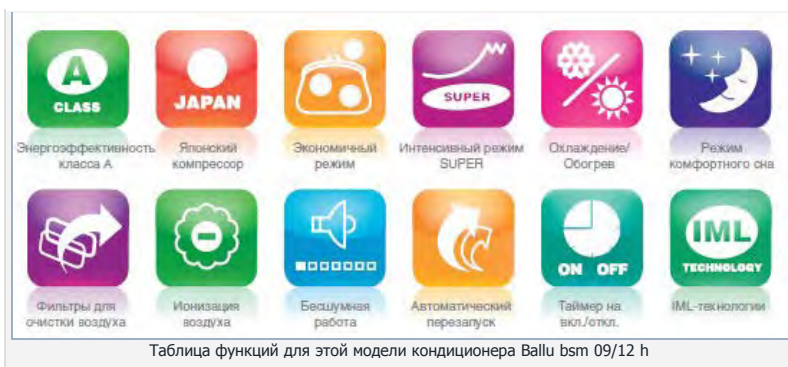 A
CLASS
JAPAN
SUPER
Энергоэффективность
класса А
Японский
компрессор
Экономичный
режим
Интенсивный режим
SUPER
Охлаждение/
Обогрев
Режим
комфортного сна
ON OFF
IML
TECHNOLOGY
Фильтры для
очистки воздуха
Ионизация
воздуха
Бесшумная
работа
Автоматический
перезапуск
Таймер на
вкл./откл.
IML-технологии
Таблица функций для этой модели кондиционера Ballu bsm 09/12 h